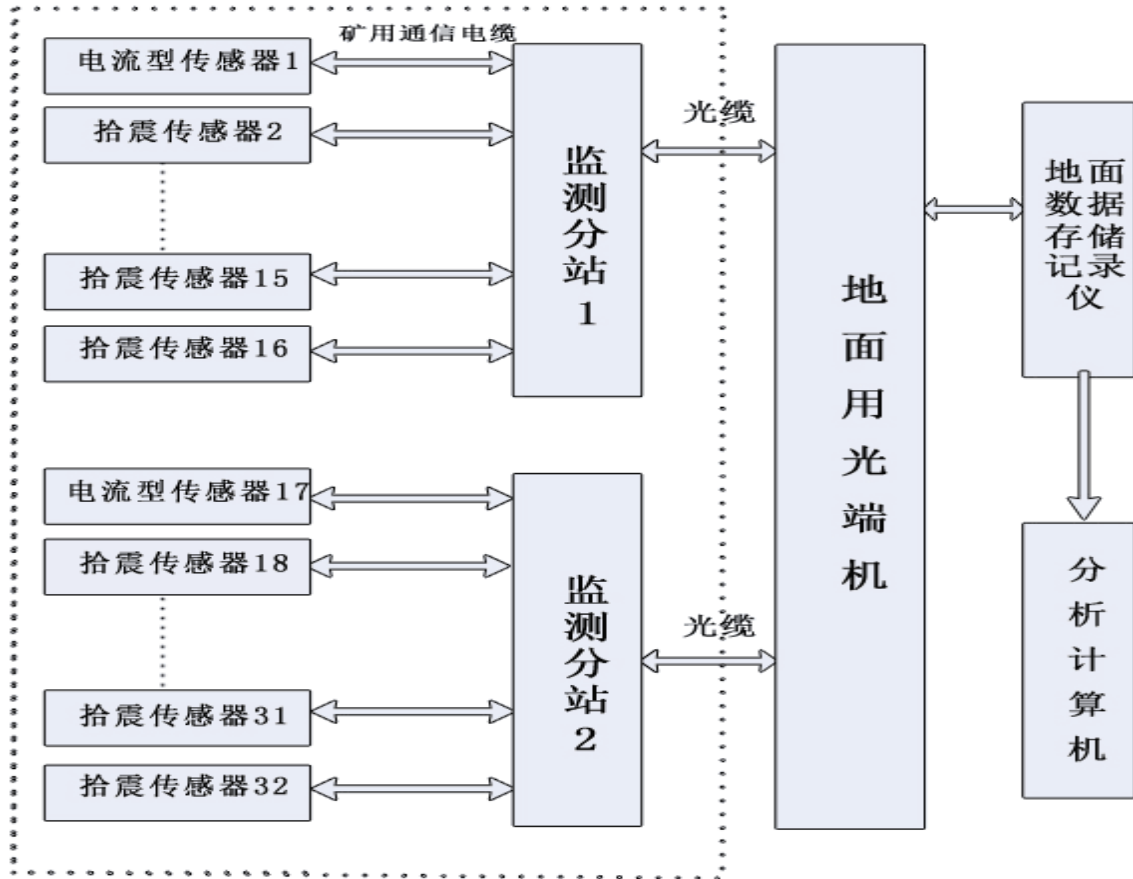 矿用通信电缆
电流型传感器1
拾震传感器2
拾震传感器15
拾震传感器16
监测分站1
光缆
电流型传感器17
拾震传感器18
拾震传感器31
拾震传感器32
监测分站2
光缆
地面用光端机
地面
数据
存储
记录
仪
分析计算机